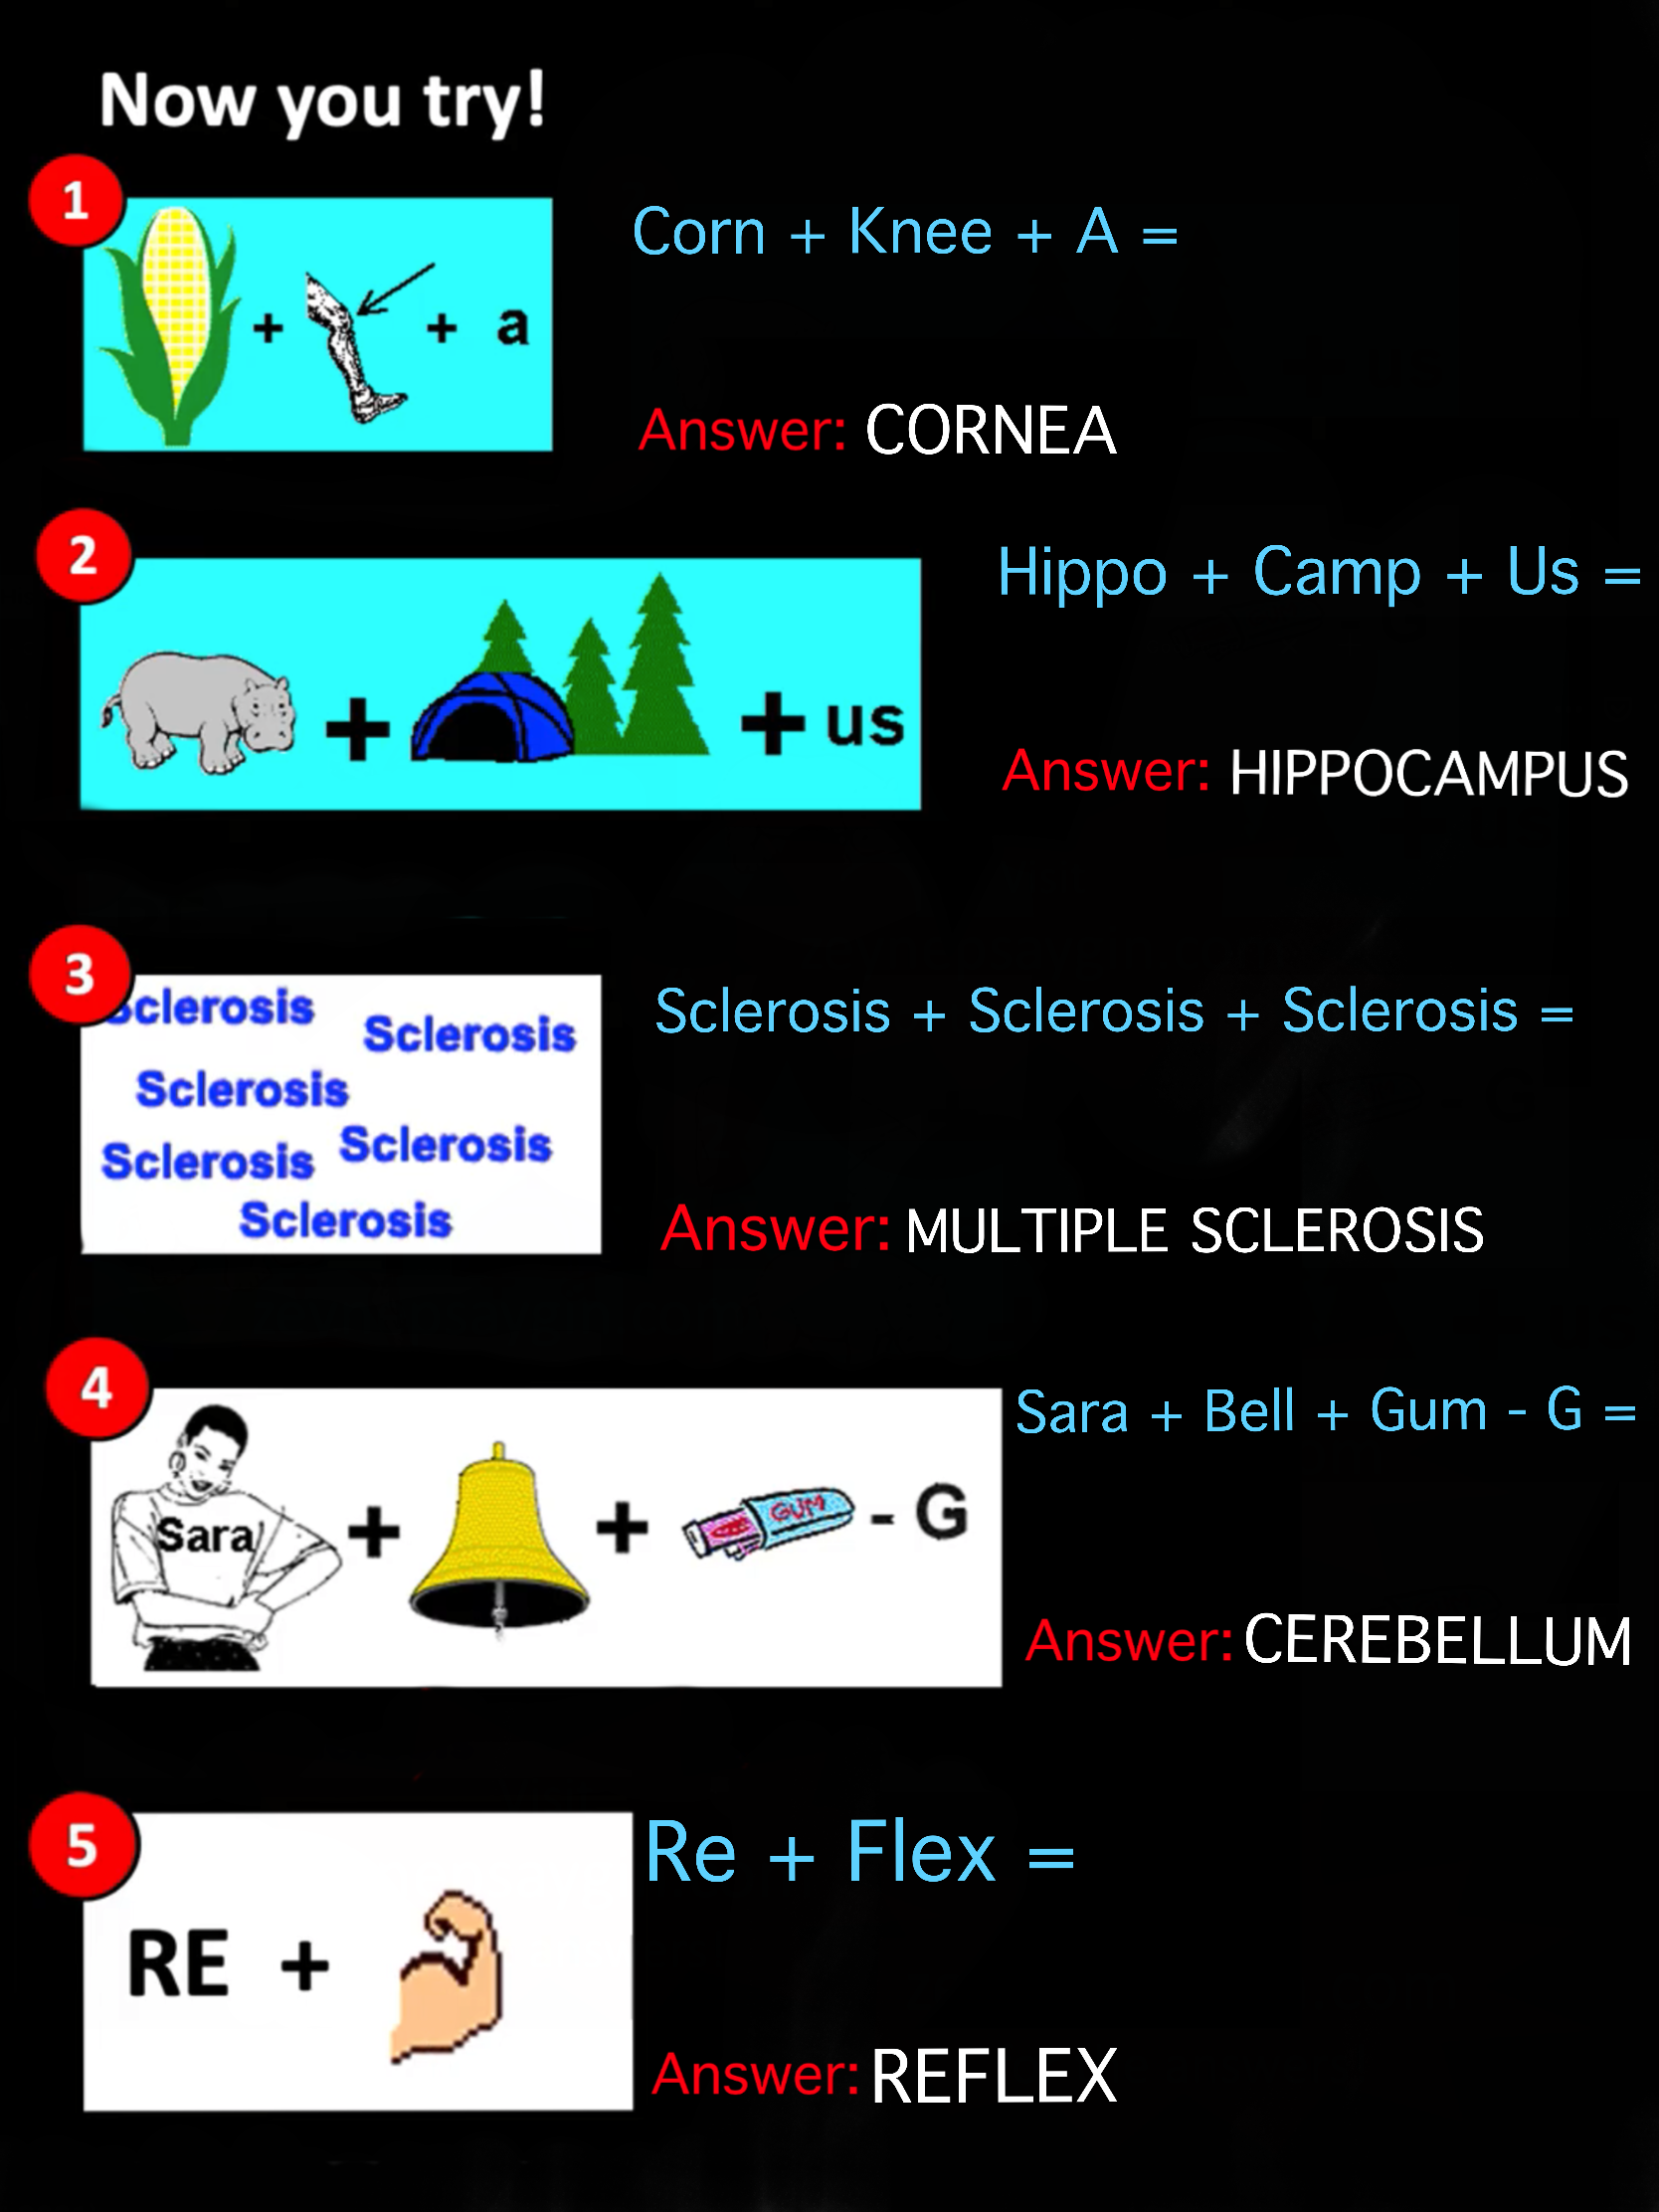 Now you try!
1
Corn + Knee + A =
+ + a
Answer: CORNEA
2
Hippo + Camp + Us =
+ + us
Answer: HIPPOCAMPUS
3
Sclerosis
Sclerosis
Sclerosis
Sclerosis
Sclerosis
Sclerosis
Sclerosis + Sclerosis + Sclerosis =
Answer: MULTIPLE SCLEROSIS
4
Sara + Bell + Gum - G =
Sara + + GUM - G
Answer: CEREBELLUM
5
Re + Flex =
RE +
Answer: REFLEX